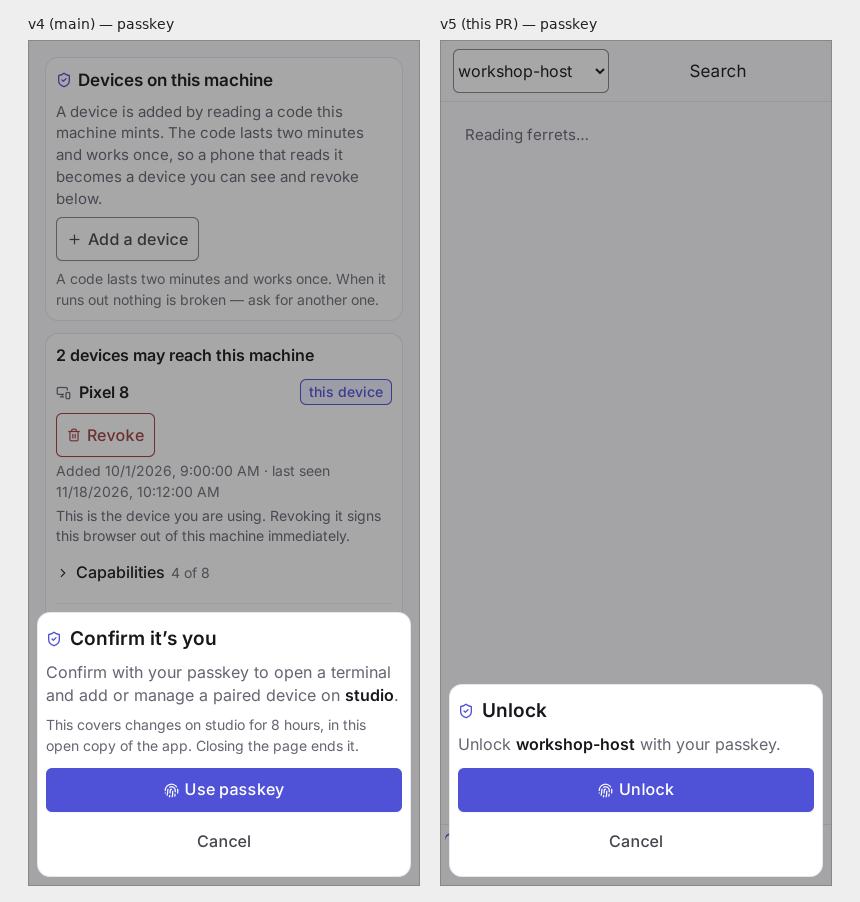 v4 (main) — passkey
Devices on this machine
A device is added by reading a code this
machine mints. The code lasts two minutes
and works once, so a phone that reads it
becomes a device you can see and revoke
below.
Add a device
A code lasts two minutes and works once. When it
runs out nothing is broken — ask for another one.
2 devices may reach this machine
Pixel 8
this device
Revoke
Added 10/1/2026, 9:00:00 AM · last seen
11/18/2026, 10:12:00 AM
This is the device you are using. Revoking it signs
this browser out of this machine immediately.
Capabilities 4 of 8
Confirm it’s you
Confirm with your passkey to open a terminal
and add or manage a paired device on studio.
This covers changes on studio for 8 hours, in this
open copy of the app. Closing the page ends it.
Use passkey
Cancel
v5 (this PR) — passkey
workshop-host
Search
Reading ferrets…
Unlock
Unlock workshop-host with your passkey.
Unlock
Cancel